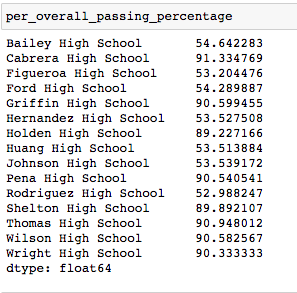 per_overall_passing_percentage
Bailey High School 54.642283
Cabrera High School 91.334769
Figueroa High School 53.204476
Ford High School 54.289887
Griffin High School 90.599455
Hernandez High School 53.527508
Holden High School 89.227166
Huang High School 53.513884
Johnson High School 53.539172
Pena High School 90.540541
Rodriguez High School 52.988247
Shelton High School 89.892107
Thomas High School 90.948012
Wilson High School 90.582567
Wright High School 90.333333
dtype: float64